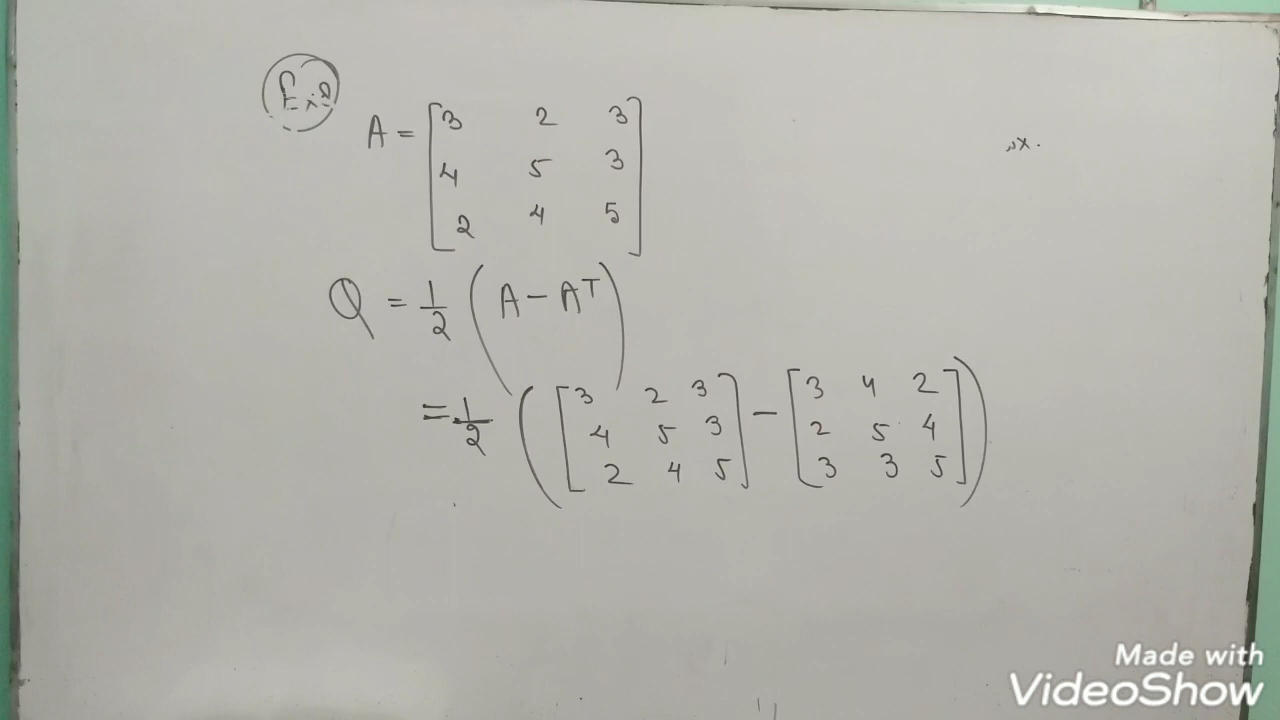 Ex:
A = [3 2 3
4 5 3
2 4 5]
Q = 1/2 (A - Aᵀ)
= 1/2 ([3 2 3
4 5 3
2 4 5] - [3 4 2
2 5 4
3 3 5])
Made with
VideoShow